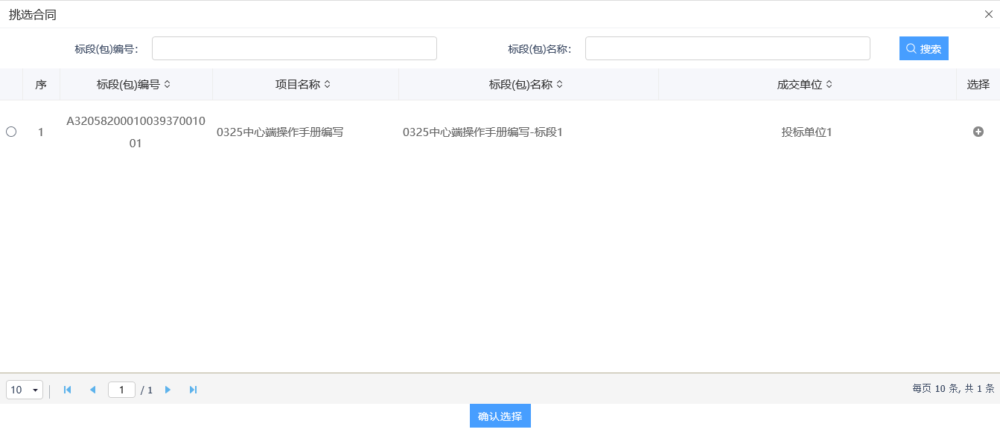 挑选合同
标段(包)编号： 标段(包)名称： 搜索
序 标段(包)编号 项目名称 标段(包)名称 成交单位 选择
1 A32058200010039370010 0325中心端操作手册编写 0325中心端操作手册编写-标段1 投标单位1
01
10 1 / 1 每页 10 条, 共 1 条
确认选择